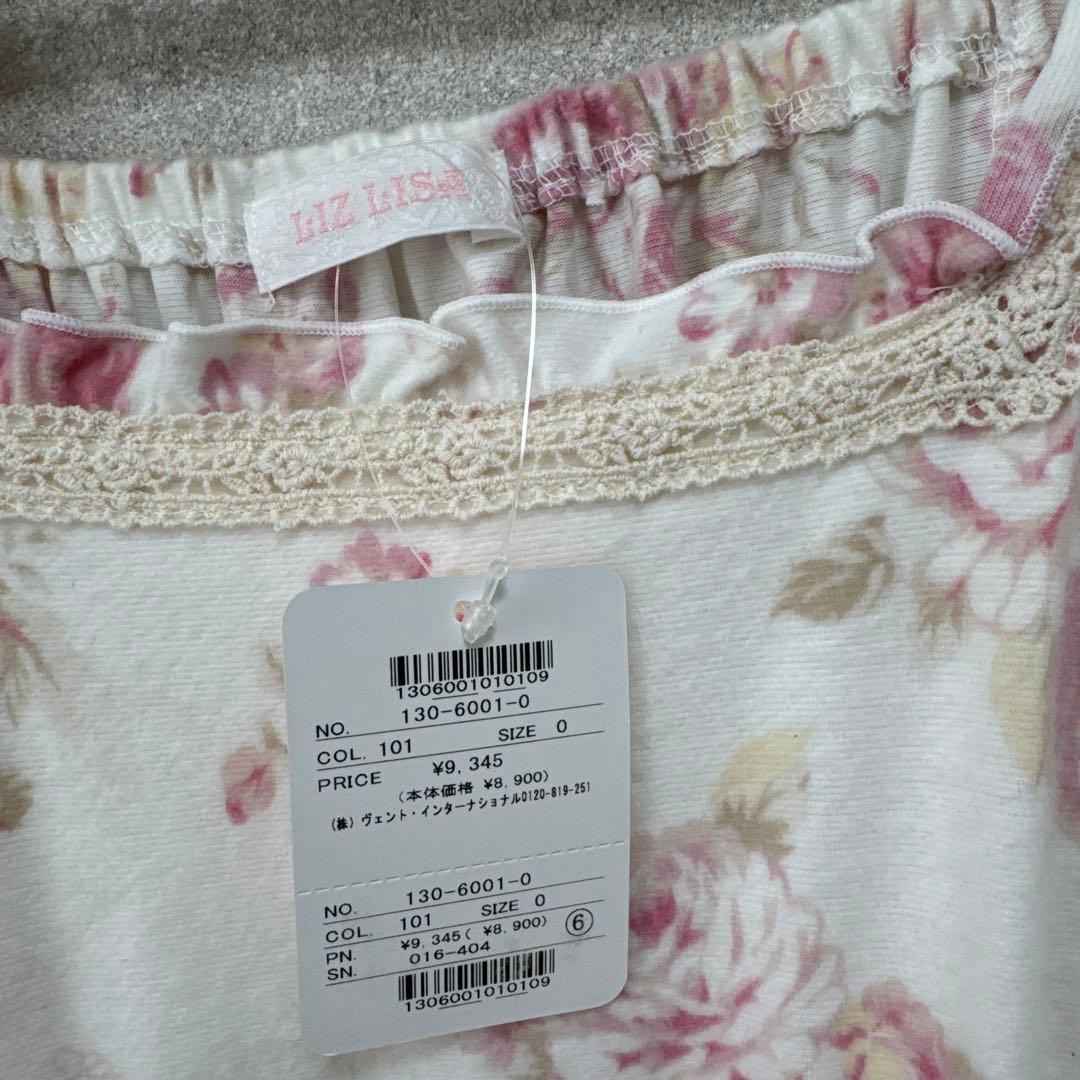 LIZ LISA
1306001010109
NO. 130-6001-0
COL. 101 SIZE 0
PRICE ¥9,345
(本体価格 ¥8,900)
(株)ヴェント・インターナショナル0120-819-251
NO. 130-6001-0
COL. 101 SIZE 0
PN. ¥9,345( ¥8,900) ⑥
SN. 016-404
1306001010109